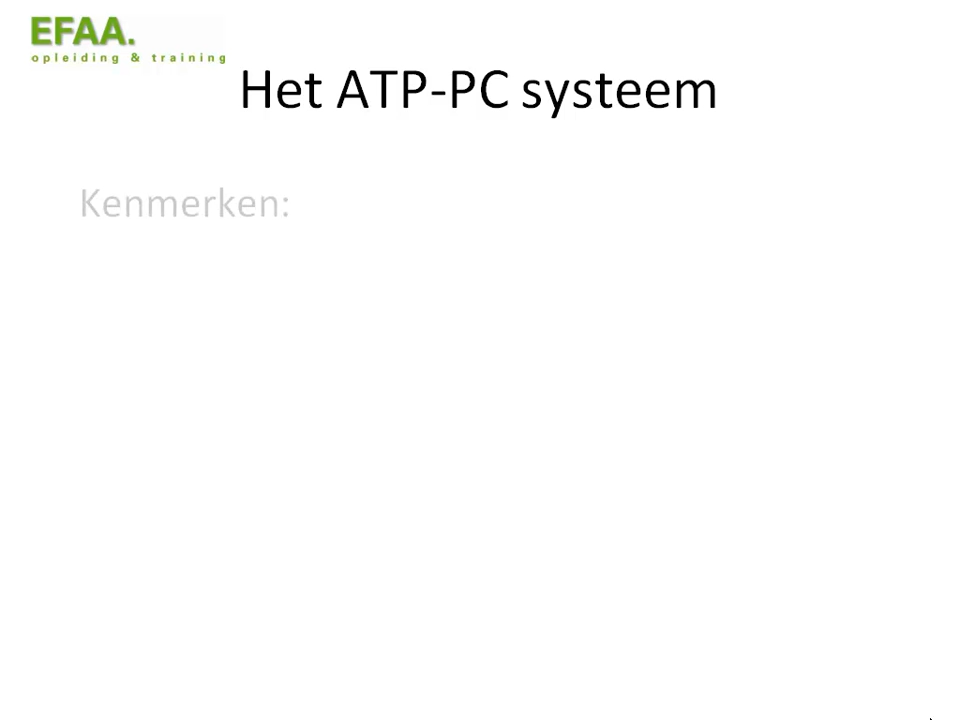 EFAA.
opleiding & training
Het ATP-PC systeem
Kenmerken: